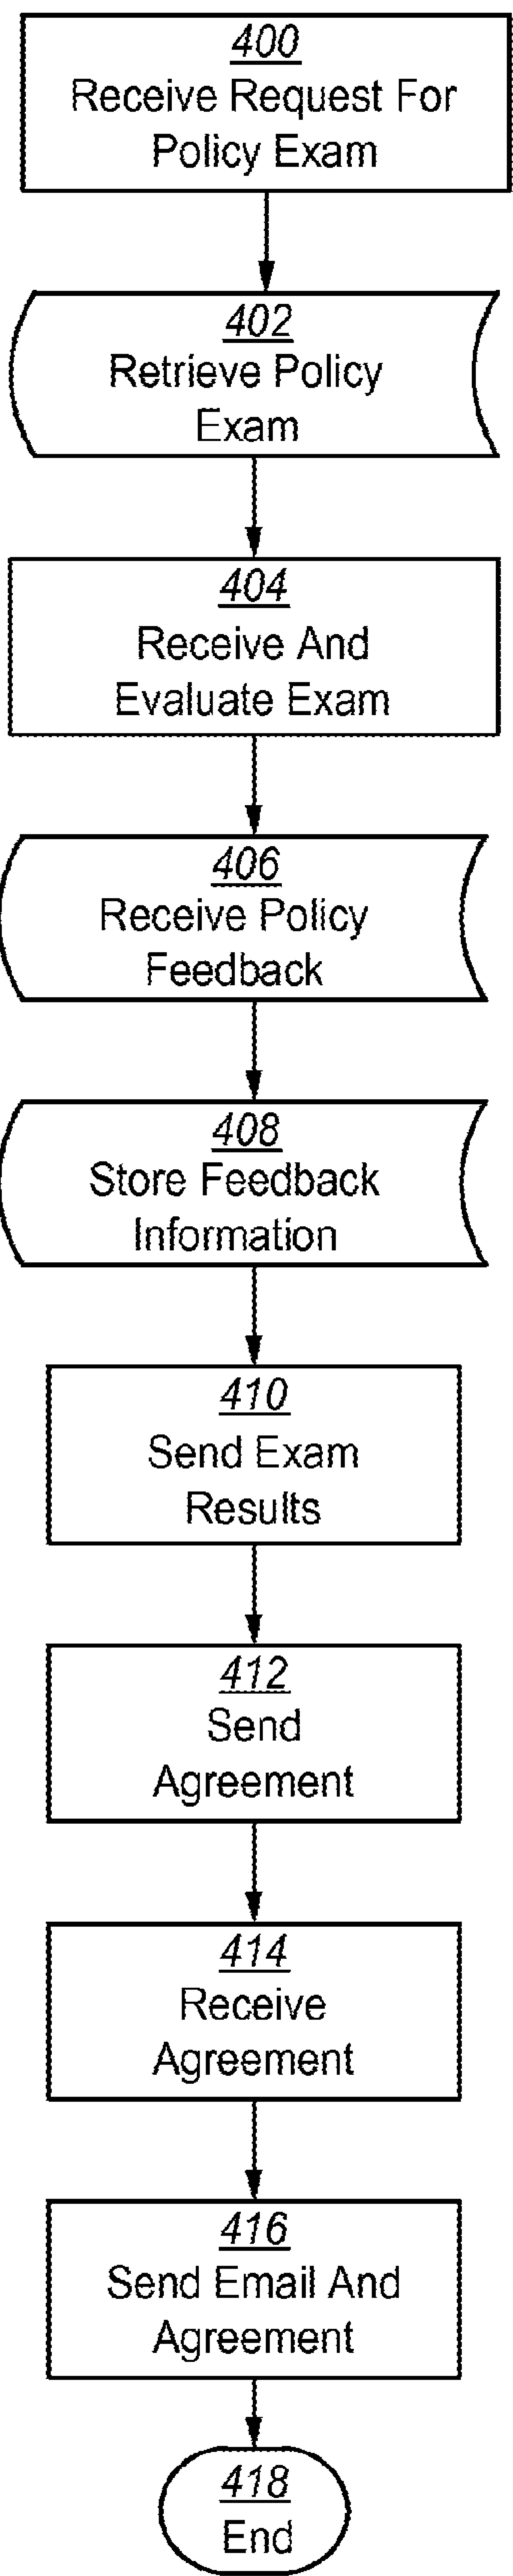 400
Receive Request For
Policy Exam
402
Retrieve Policy
Exam
404
Receive And
Evaluate Exam
406
Receive Policy
Feedback
408
Store Feedback
Information
410
Send Exam
Results
412
Send
Agreement
414
Receive
Agreement
416
Send Email And
Agreement
418
End